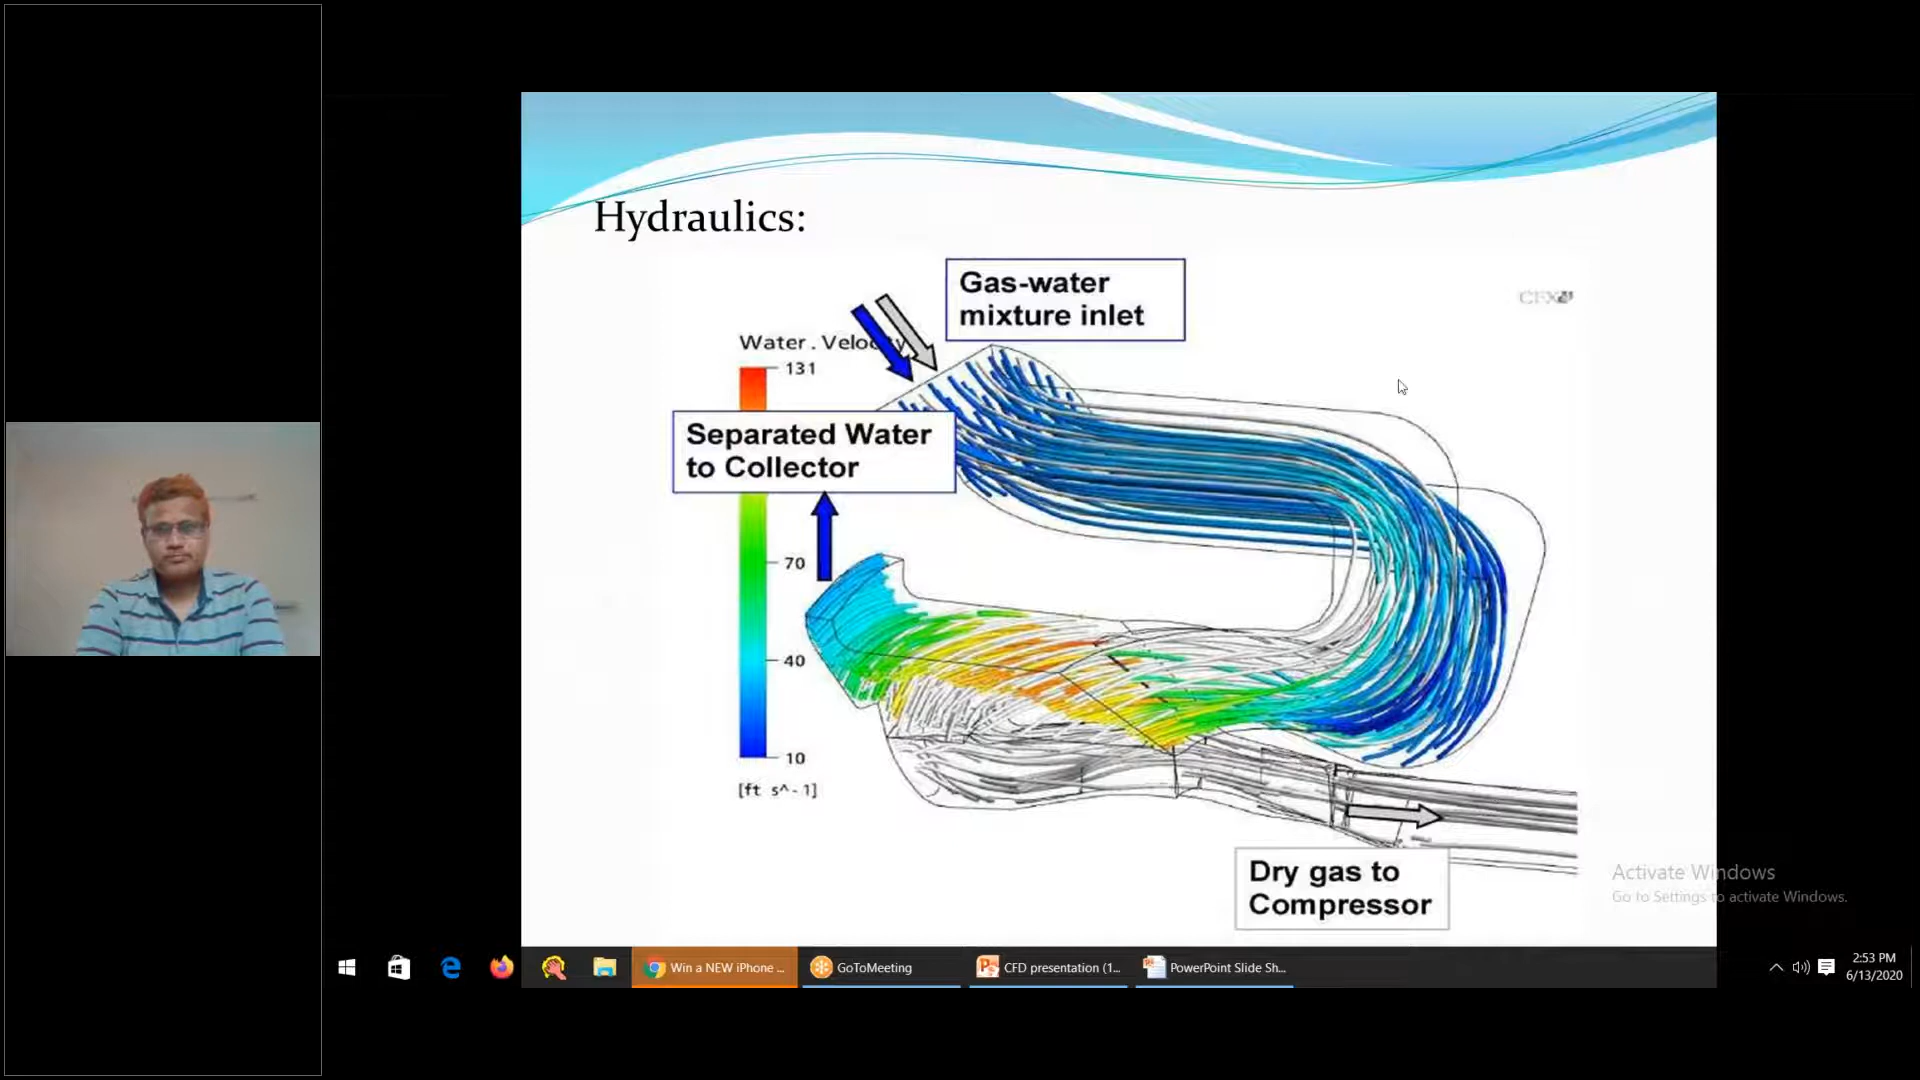 Hydraulics:
Gas-water
mixture inlet
CFX
Water . Veloc y
131
Separated Water
to Collector
70
40
10
[ft s^-1]
Dry gas to
Compressor
Activate Windows
Go to Settings to activate Windows.
Win a NEW iPhone ...
GoToMeeting
CFD presentation (1...
PowerPoint Slide Sh...
2:53 PM
6/13/2020